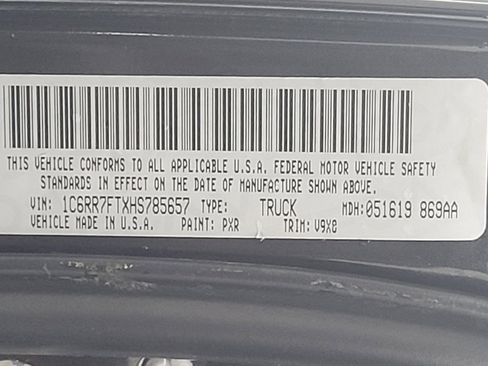 THIS VEHICLE CONFORMS TO ALL APPLICABLE U.S.A. FEDERAL MOTOR VEHICLE SAFETY
STANDARDS IN EFFECT ON THE DATE OF MANUFACTURE SHOWN ABOVE.
VIN: 1C6RR7FTXHS785657 TYPE: TRUCK MDH:051619 869AA
VEHICLE MADE IN U.S.A. PAINT: PXR TRIM: V9X8